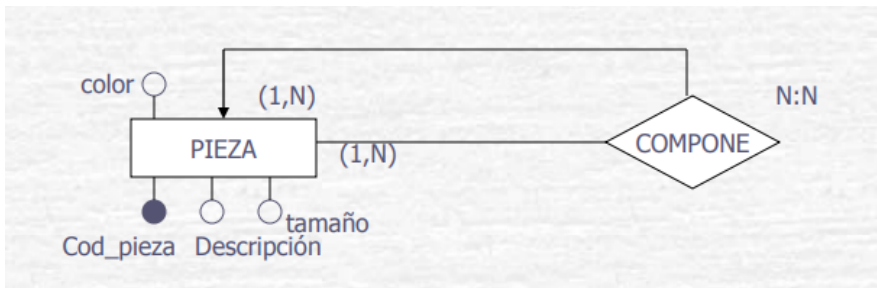 color
(1,N)
N:N
PIEZA
(1,N)
COMPONE
tamaño
Cod_pieza
Descripción